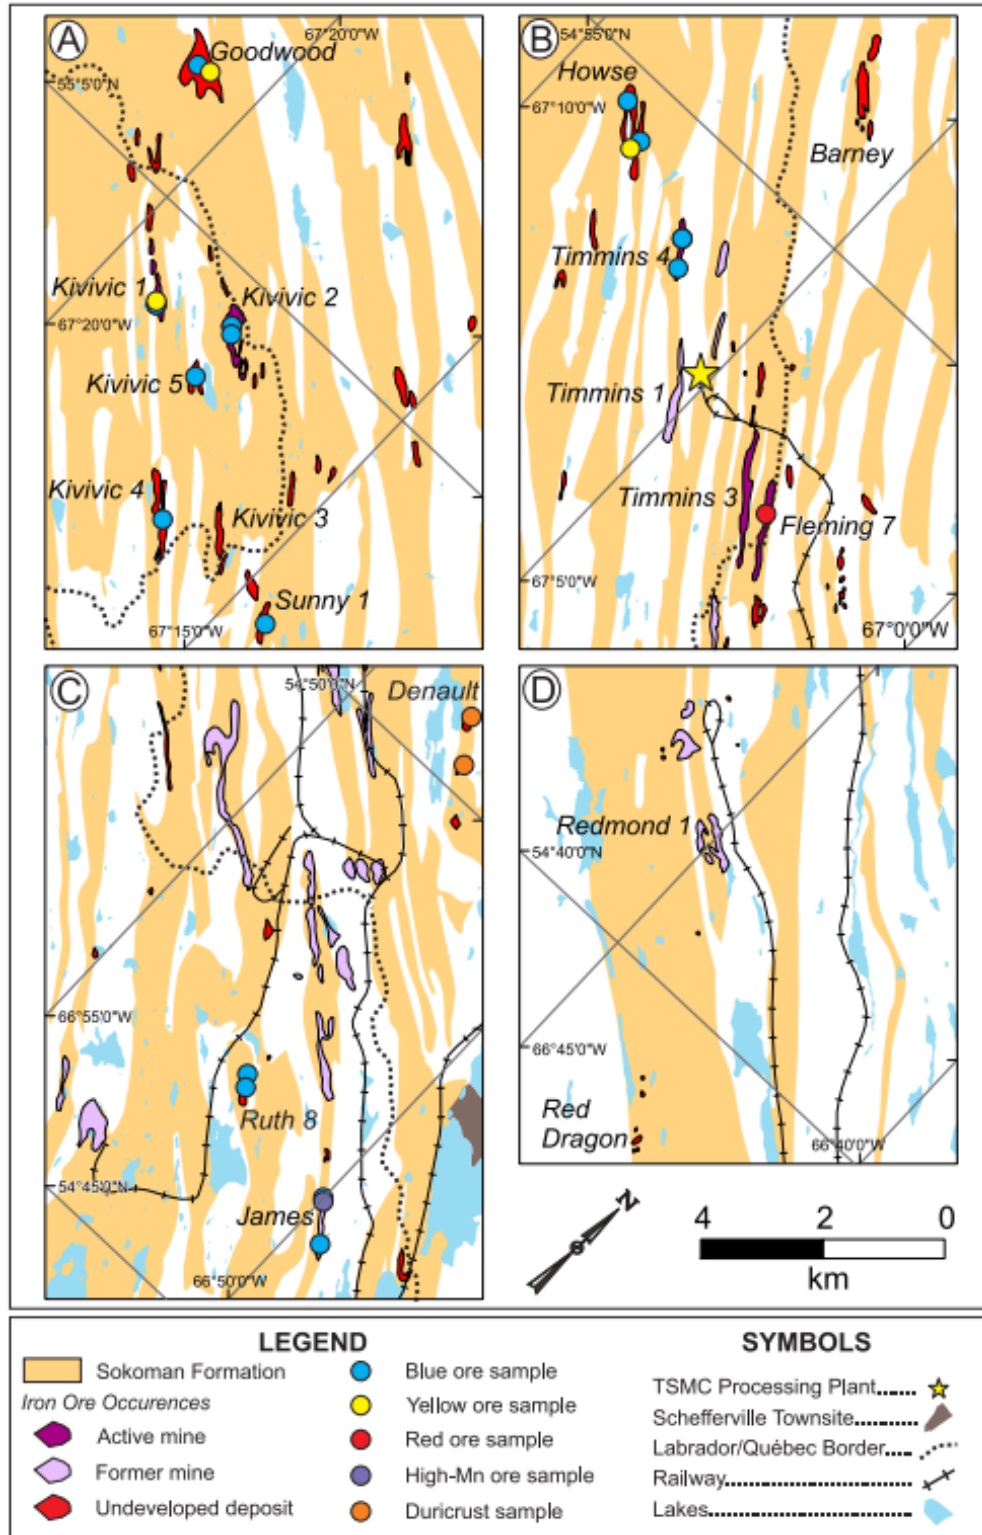 A
67°20'0"W
Goodwood
55°5'0"N
Kivivic 1
Kivivic 2
67°20'0"W
Kivivic 5
Kivivic 4
Kivivic 3
Sunny 1
67°15'0"W
B
54°55'0"N
Howse
67°10'0"W
Barney
Timmins 4
Timmins 1
Timmins 3
Fleming 7
67°5'0"W
67°0'0"W
C
54°50'0"N
Denault
66°55'0"W
Ruth 8
54°45'0"N
James
66°50'0"W
D
Redmond 1
54°40'0"N
66°45'0"W
Red
Dragon
66°40'0"W
N
4 2 0
km
LEGEND
Sokoman Formation
Iron Ore Occurences
Active mine
Former mine
Undeveloped deposit
Blue ore sample
Yellow ore sample
Red ore sample
High-Mn ore sample
Duricrust sample
SYMBOLS
TSMC Processing Plant
Schefferville Townsite
Labrador/Québec Border
Railway
Lakes